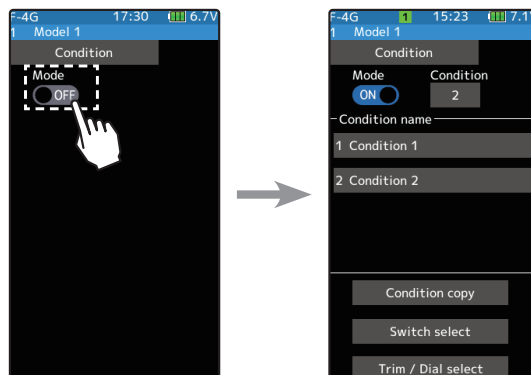 F-4G 17:30 6.7V
1 Model 1
Condition
Mode
OFF
F-4G 1 15:23 7.1V
1 Model 1
Condition
Mode Condition
ON 2
Condition name
1 Condition 1
2 Condition 2
Condition copy
Switch select
Trim / Dial select